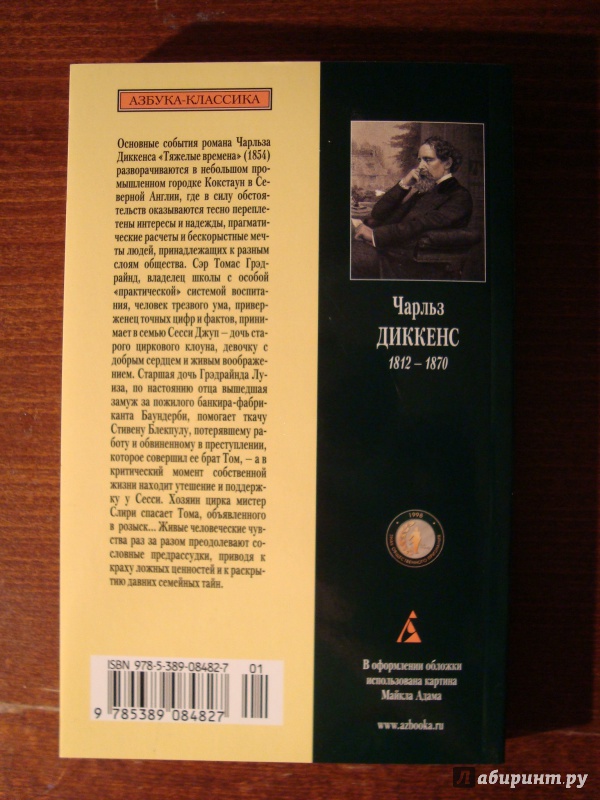 АЗБУКА-КЛАССИКА
Основные события романа Чарльза
Диккенса «Тяжелые времена» (1854)
разворачиваются в небольшом про-
мышленном городке Кокстаун в Се-
верной Англии, где в силу обстоя-
тельств оказываются тесно перепле-
тены интересы и надежды, прагмати-
ческие расчеты и бескорыстные меч-
ты людей, принадлежащих к разным
слоям общества. Сэр Томас Грэд-
райнд, владелец школы с особой
«практической» системой воспита-
ния, человек трезвого ума, привер-
женец точных цифр и фактов, прини-
мает в семью Сесси Джуп – дочь ста-
рого циркового клоуна, девочку с
добрым сердцем и живым воображе-
нием. Старшая дочь Грэдрайнда Лу-
иза, по настоянию отца вышедшая
замуж за пожилого банкира-фабри-
канта Баундерби, помогает ткачу
Стивену Блекпулу, потерявшему ра-
боту и обвиненному в преступлении,
которое совершил ее брат Том, – а в
критический момент собственной
жизни находит утешение и поддерж-
ку у Сесси. Хозяин цирка мистер
Слири спасает Тома, объявленного
в розыск... Живые человеческие чув-
ства раз за разом преодолевают со-
словные предрассудки, приводя к
краху ложных ценностей и к раскры-
тию давних семейных тайн.
ISBN 978-5-389-08482-7
01
9 785389 084827
Чарльз
ДИККЕНС
1812 – 1870
1998
В оформлении обложки
использована картина
Майкла Адама
www.azbooka.ru
Лабиринт.ру